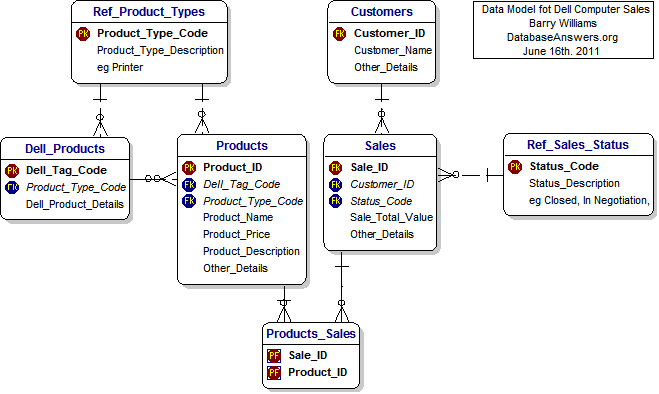 Data Model fot Dell Computer Sales
Barry Williams
DatabaseAnswers.org
June 16th. 2011
Ref_Product_Types
PK Product_Type_Code
Product_Type_Description
eg Printer
Customers
FK Customer_ID
Customer_Name
Other_Details
Dell_Products
PK Dell_Tag_Code
FK Product_Type_Code
Dell_Product_Details
Products
PK Product_ID
FK Dell_Tag_Code
FK Product_Type_Code
Product_Name
Product_Price
Product_Description
Other_Details
Sales
FK Sale_ID
FK Customer_ID
FK Status_Code
Sale_Total_Value
Other_Details
Ref_Sales_Status
PK Status_Code
Status_Description
eg Closed, In Negotiation,
Products_Sales
PF Sale_ID
PF Product_ID